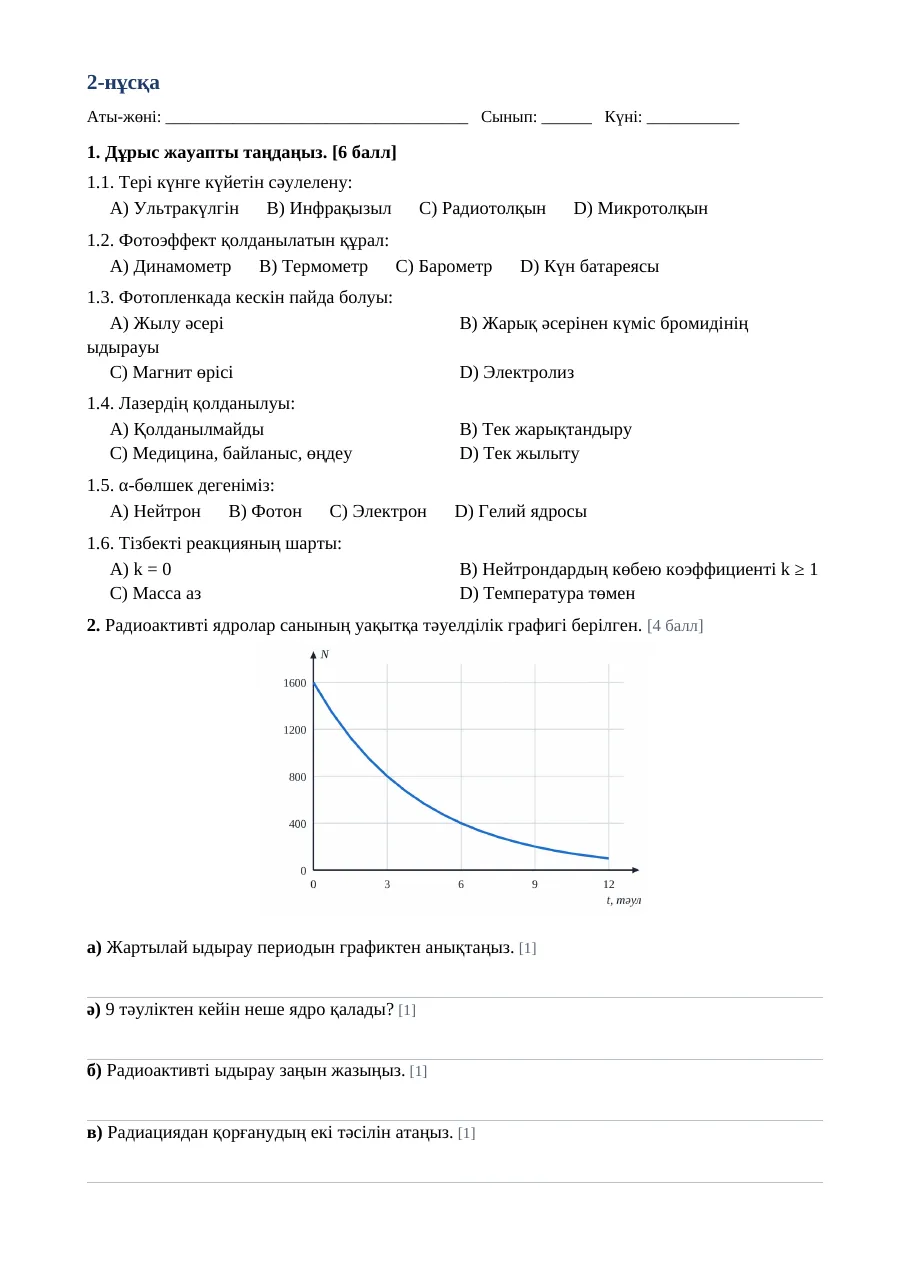 2-нұсқа
Аты-жөні: ____________________________________ Сынып: ______ Күні: ___________
1. Дұрыс жауапты таңдаңыз. [6 балл]
1.1. Тері күнге күйетін сәулелену:
A) Ультракүлгін B) Инфрақызыл C) Радиотолқын D) Микротолқын
1.2. Фотоэффект қолданылатын құрал:
A) Динамометр B) Термометр C) Барометр D) Күн батареясы
1.3. Фотопленкада кескін пайда болуы:
A) Жылу әсері B) Жарық әсерінен күміс бромидінің
ыдырауы
C) Магнит өрісі D) Электролиз
1.4. Лазердің қолданылуы:
A) Қолданылмайды B) Тек жарықтандыру
C) Медицина, байланыс, өңдеу D) Тек жылыту
1.5. α-бөлшек дегеніміз:
A) Нейтрон B) Фотон C) Электрон D) Гелий ядросы
1.6. Тізбекті реакцияның шарты:
A) k = 0 B) Нейтрондардың көбею коэффициенті k ≥ 1
C) Масса аз D) Температура төмен
2. Радиоактивті ядролар санының уақытқа тәуелділік графигі берілген. [4 балл]
N
1600
1200
800
400
0
0 3 6 9 12
t, тәул
а) Жартылай ыдырау периодын графиктен анықтаңыз. [1]
ә) 9 тәуліктен кейін неше ядро қалады? [1]
б) Радиоактивті ыдырау заңын жазыңыз. [1]
в) Радиациядан қорғанудың екі тәсілін атаңыз. [1]